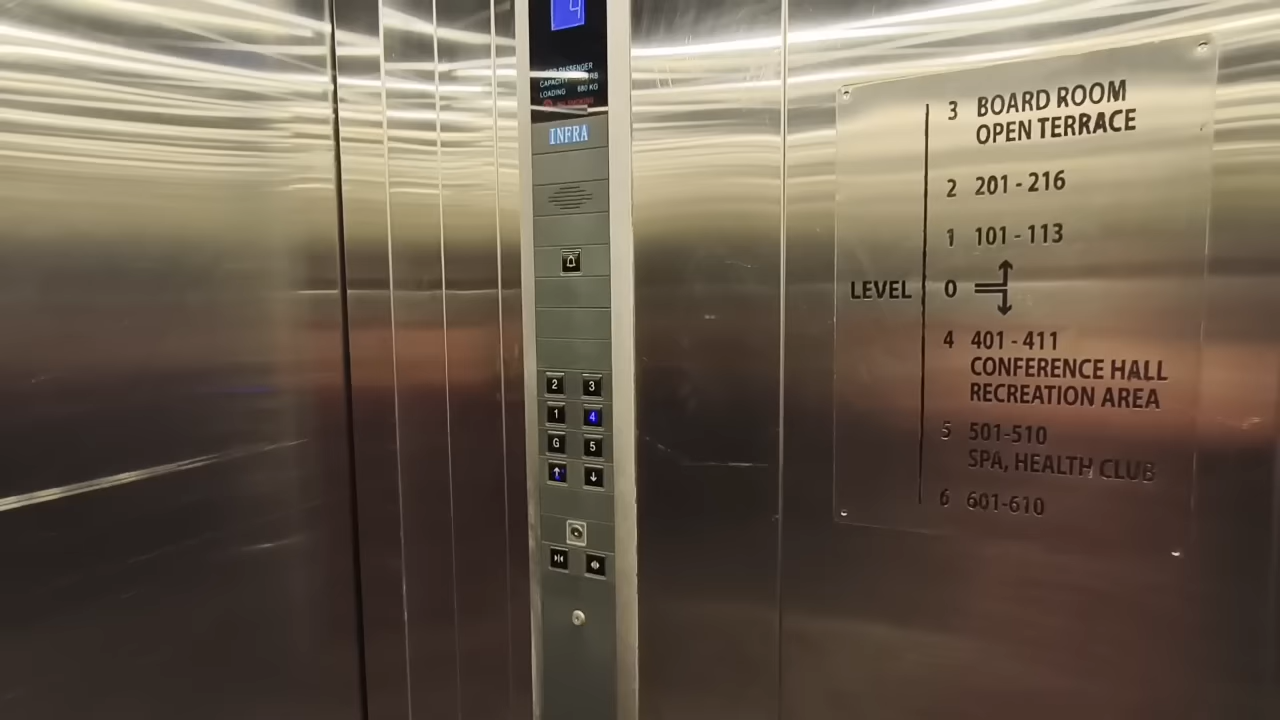 4
PASSENGER
CAPACITY
LOADING 680 KG
INFRA
2 3
1 4
G 5
3 BOARD ROOM
OPEN TERRACE
2 201 - 216
1 101 - 113
LEVEL 0
4 401 - 411
CONFERENCE HALL
RECREATION AREA
5 501-510
SPA, HEALTH CLUB
6 601-610